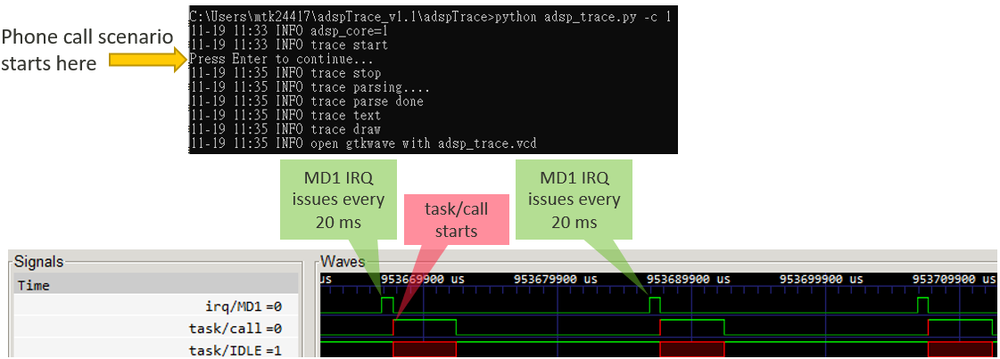 C:\Users\mtk24417\adspTrace_v1.1\adspTrace>python adsp_trace.py -c 1
11-19 11:33 INFO adsp_core=1
11-19 11:33 INFO trace start
Press Enter to continue...
11-19 11:35 INFO trace stop
11-19 11:35 INFO trace parsing....
11-19 11:35 INFO trace parse done
11-19 11:35 INFO trace text
11-19 11:35 INFO trace draw
11-19 11:35 INFO open gtkwave with adsp_trace.vcd
Phone call scenario
starts here
MD1 IRQ
issues every
20 ms
task/call
starts
MD1 IRQ
issues every
20 ms
Signals
Waves
Time
us 953669900 us 953679900 us 953689900 us 953699900 us 953709900 us
irq/MD1 =0
task/call =0
task/IDLE =1